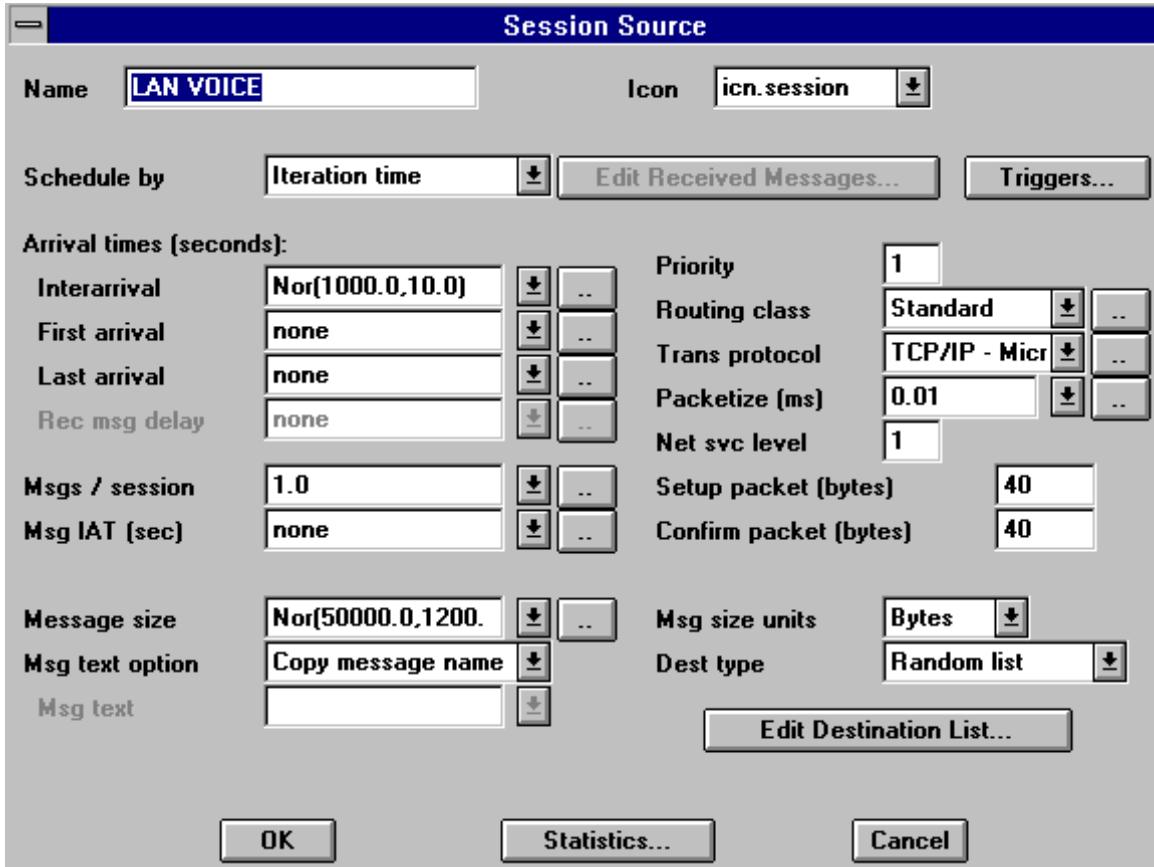 Session Source
Name LAN VOICE Icon icn.session
Schedule by Iteration time Edit Received Messages... Triggers...
Arrival times (seconds):
Interarrival Nor(1000.0,10.0) ..
First arrival none ..
Last arrival none ..
Rec msg delay none ..
Msgs / session 1.0 ..
Msg IAT (sec) none ..
Priority 1
Routing class Standard ..
Trans protocol TCP/IP - Micr ..
Packetize (ms) 0.01 ..
Net svc level 1
Setup packet (bytes) 40
Confirm packet (bytes) 40
Message size Nor(50000.0,1200. ..
Msg text option Copy message name
Msg text
Msg size units Bytes
Dest type Random list
Edit Destination List...
OK Statistics... Cancel